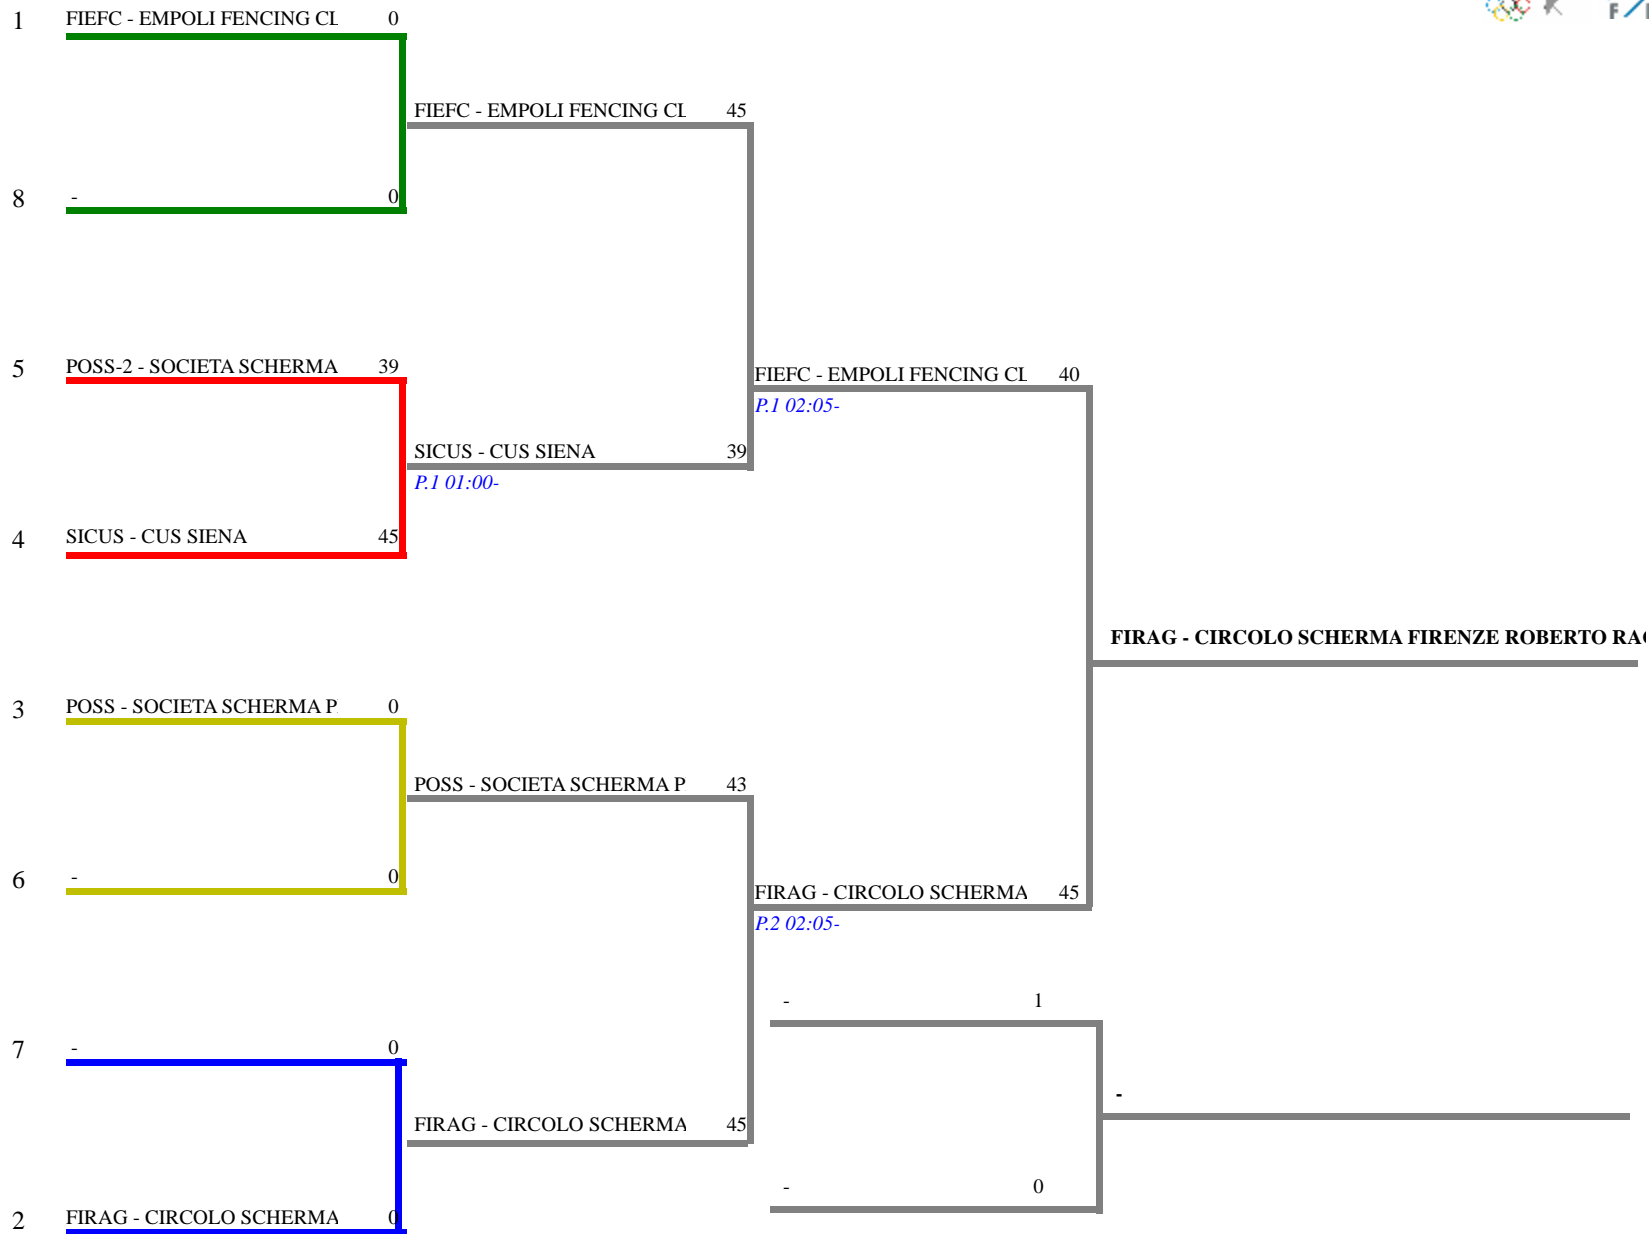 1 FIEFC - EMPOLI FENCING CL 0
FIEFC - EMPOLI FENCING CL 45
8 - 0
5 POSS-2 - SOCIETA SCHERMA 39
FIEFC - EMPOLI FENCING CL 40
P.1 02:05-
SICUS - CUS SIENA 39
P.1 01:00-
4 SICUS - CUS SIENA 45
FIRAG - CIRCOLO SCHERMA FIRENZE ROBERTO
3 POSS - SOCIETA SCHERMA P 0
POSS - SOCIETA SCHERMA P 43
6 - 0
FIRAG - CIRCOLO SCHERMA 45
P.2 02:05-
- 1
7 - 0
-
FIRAG - CIRCOLO SCHERMA 45
- 0
2 FIRAG - CIRCOLO SCHERMA 0